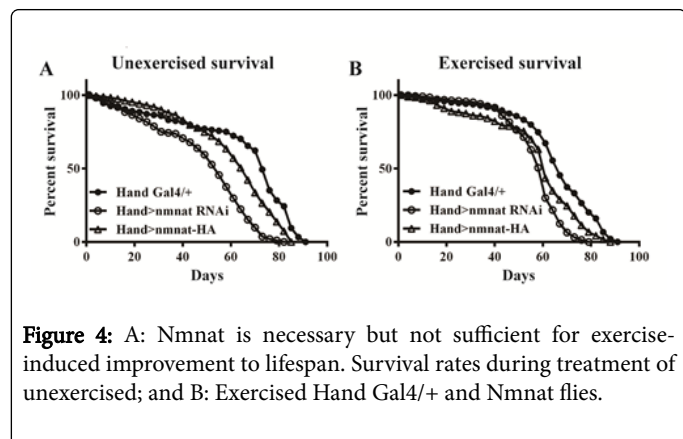 A Unexercised survival
Percent survival
100
50
0
Hand Gal4/+
Hand>nmnat RNAi
Hand>nmnat-HA
0 20 40 60 80 100
Days
B Exercised survival
Percent survival
100
50
0
Hand Gal4/+
Hand>nmnat RNAi
Hand>nmnat-HA
0 20 40 60 80 100
Days
Figure 4: A: Nmnat is necessary but not sufficient for exercise-
induced improvement to lifespan. Survival rates during treatment of
unexercised; and B: Exercised Hand Gal4/+ and Nmnat flies.